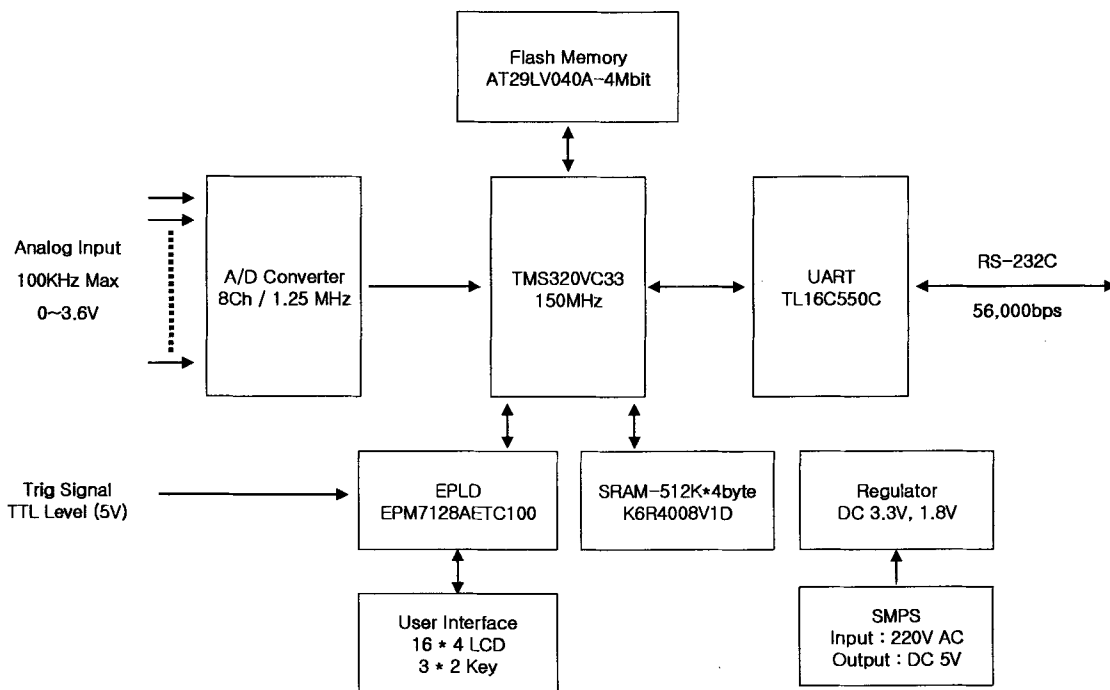 Flash Memory
AT29LV040A-4Mbit
Analog Input
100KHz Max
0~3.6V
A/D Converter
8Ch / 1.25 MHz
TMS320VC33
150MHz
UART
TL16C550C
RS-232C
56,000bps
Trig Signal
TTL Level (5V)
EPLD
EPM7128AETC100
SRAM-512K*4byte
K6R4008V1D
Regulator
DC 3.3V, 1.8V
User Interface
16 * 4 LCD
3 * 2 Key
SMPS
Input : 220V AC
Output : DC 5V